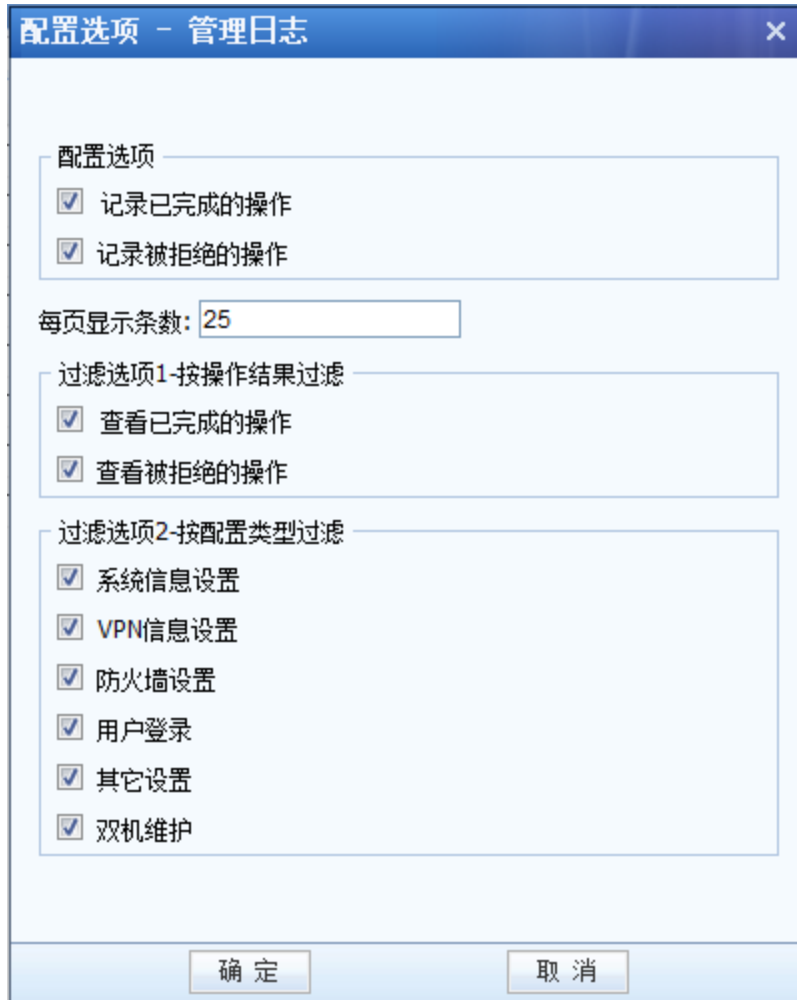 配置选项 - 管理日志
配置选项
记录已完成的操作
记录被拒绝的操作
每页显示条数: 25
过滤选项1-按操作结果过滤
查看已完成的操作
查看被拒绝的操作
过滤选项2-按配置类型过滤
系统信息设置
VPN信息设置
防火墙设置
用户登录
其它设置
双机维护
确 定 取 消